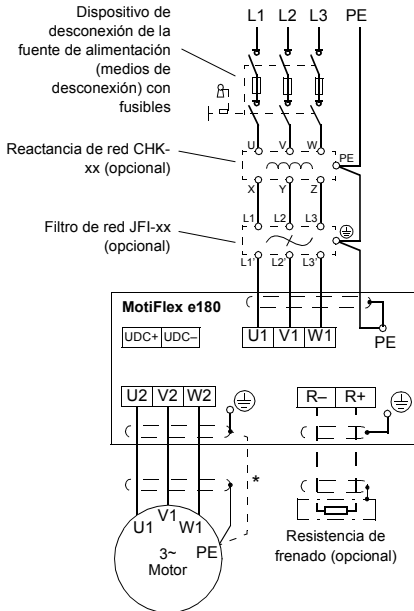 Dispositivo de
desconexión de la
fuente de alimentación
(medios de
desconexión) con
fusibles
L1 L2 L3 PE
Reactancia de red CHK-
xx (opcional)
U V W
PE
X Y Z
Filtro de red JFI-xx
(opcional)
L1 L2 L3
L1' L2' L3'
MotiFlex e180
UDC+ UDC–
U1 V1 W1
PE
U2 V2 W2
R– R+
*
U1 V1 W1
PE
3~
Motor
Resistencia de
frenado (opcional)